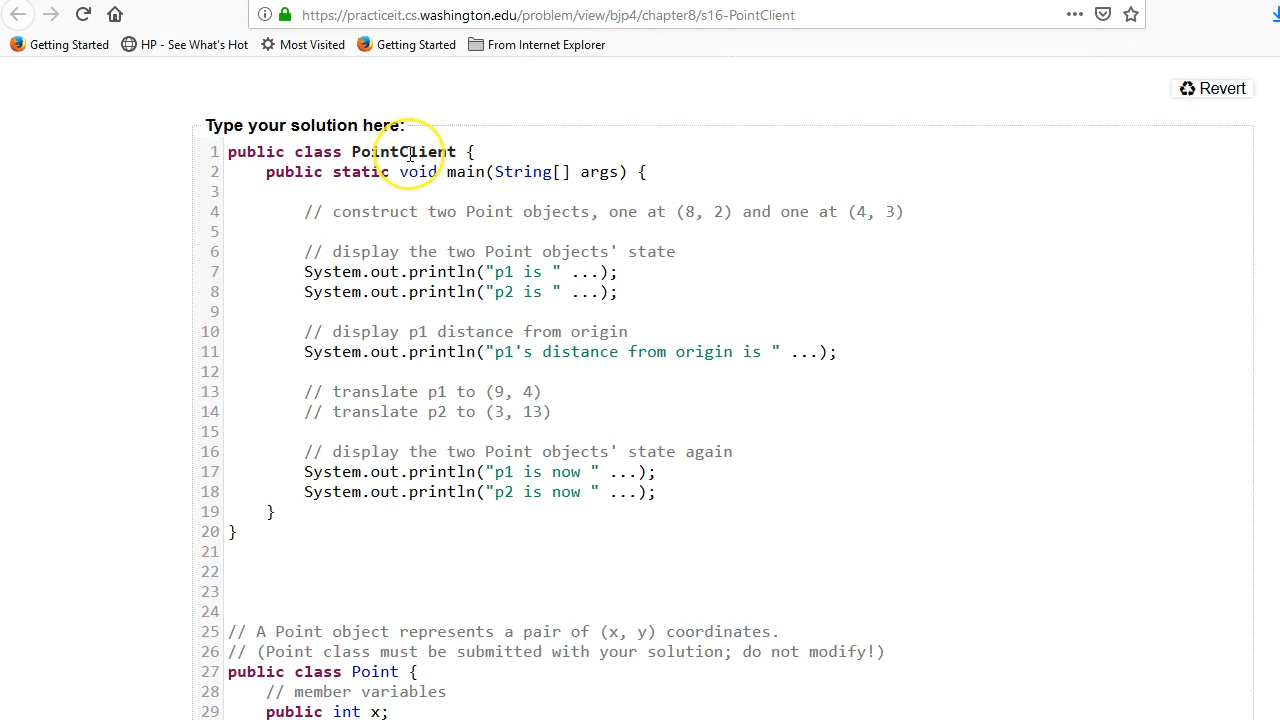 https://practiceit.cs.washington.edu/problem/view/bjp4/chapter8/s16-PointClient
Getting Started HP - See What's Hot Most Visited Getting Started From Internet Explorer
Revert
Type your solution here:
1 public class PointClient {
2 public static void main(String[] args) {
3
4 // construct two Point objects, one at (8, 2) and one at (4, 3)
5
6 // display the two Point objects' state
7 System.out.println("p1 is " ...);
8 System.out.println("p2 is " ...);
9
10 // display p1 distance from origin
11 System.out.println("p1's distance from origin is " ...);
12
13 // translate p1 to (9, 4)
14 // translate p2 to (3, 13)
15
16 // display the two Point objects' state again
17 System.out.println("p1 is now " ...);
18 System.out.println("p2 is now " ...);
19 }
20 }
21
22
23
24
25 // A Point object represents a pair of (x, y) coordinates.
26 // (Point class must be submitted with your solution; do not modify!)
27 public class Point {
28 // member variables
29 public int x;